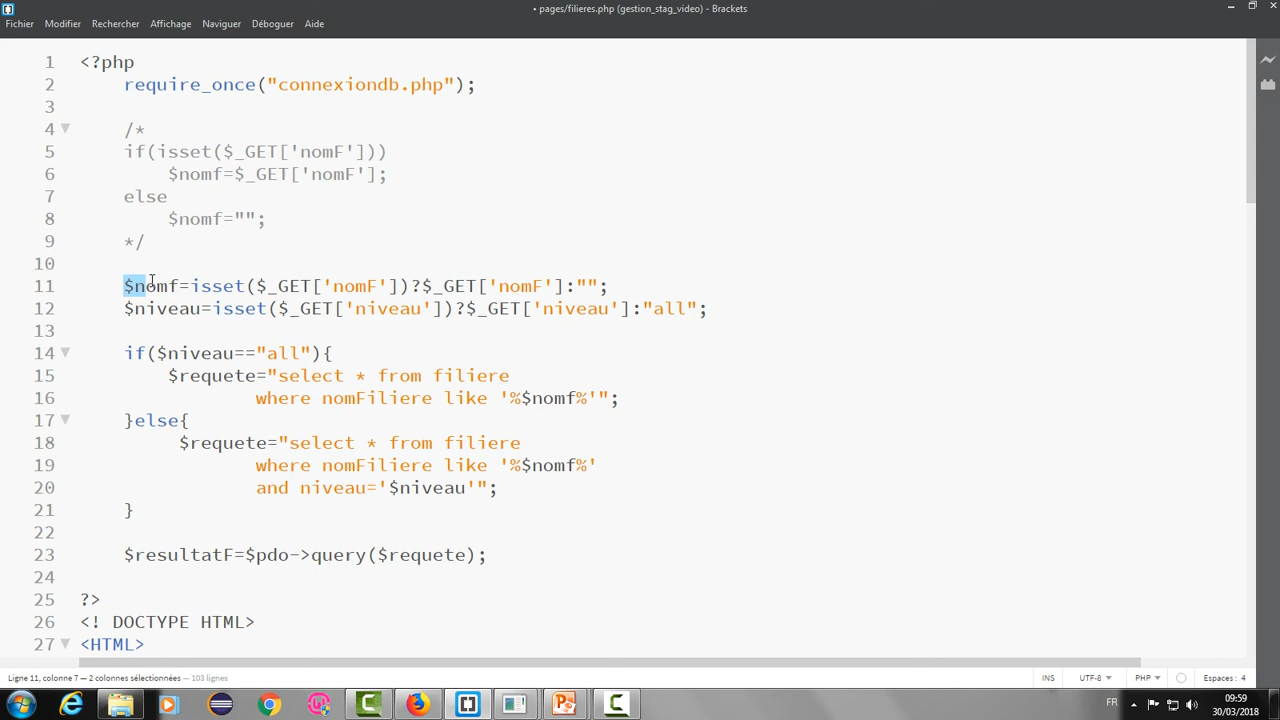 • pages/filieres.php (gestion_stag_video) - Brackets
Fichier Modifier Rechercher Affichage Naviguer Déboguer Aide
1 <?php
2 require_once("connexiondb.php");
3
4 /*
5 if(isset($_GET['nomF']))
6 $nomf=$_GET['nomF'];
7 else
8 $nomf="";
9 */
10
11 $nomf=isset($_GET['nomF'])?$_GET['nomF']:"";
12 $niveau=isset($_GET['niveau'])?$_GET['niveau']:"all";
13
14 if($niveau=="all"){
15 $requete="select * from filiere
16 where nomFiliere like '%$nomf%'";
17 }else{
18 $requete="select * from filiere
19 where nomFiliere like '%$nomf%'
20 and niveau='$niveau'";
21 }
22
23 $resultatF=$pdo->query($requete);
24
25 ?>
26 <! DOCTYPE HTML>
27 <HTML>
Ligne 11, colonne 7 — 2 colonnes sélectionnées — 103 lignes INS UTF-8 PHP Espaces : 4
FR 09:59
30/03/2018